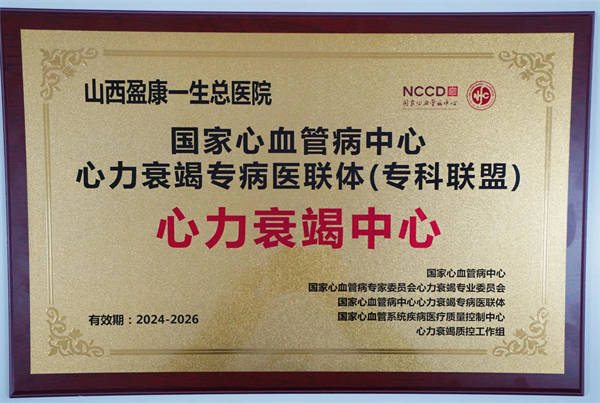 山西盈康一生总医院
NCCD
国家心血管病中心
国家心血管病中心
心力衰竭专病医联体(专科联盟)
心力衰竭中心
国家心血管病中心
国家心血管病专家委员会心力衰竭专业委员会
国家心血管病中心心力衰竭专病医联体
国家心血管系统疾病医疗质量控制中心
心力衰竭质控工作组
有效期：2024-2026